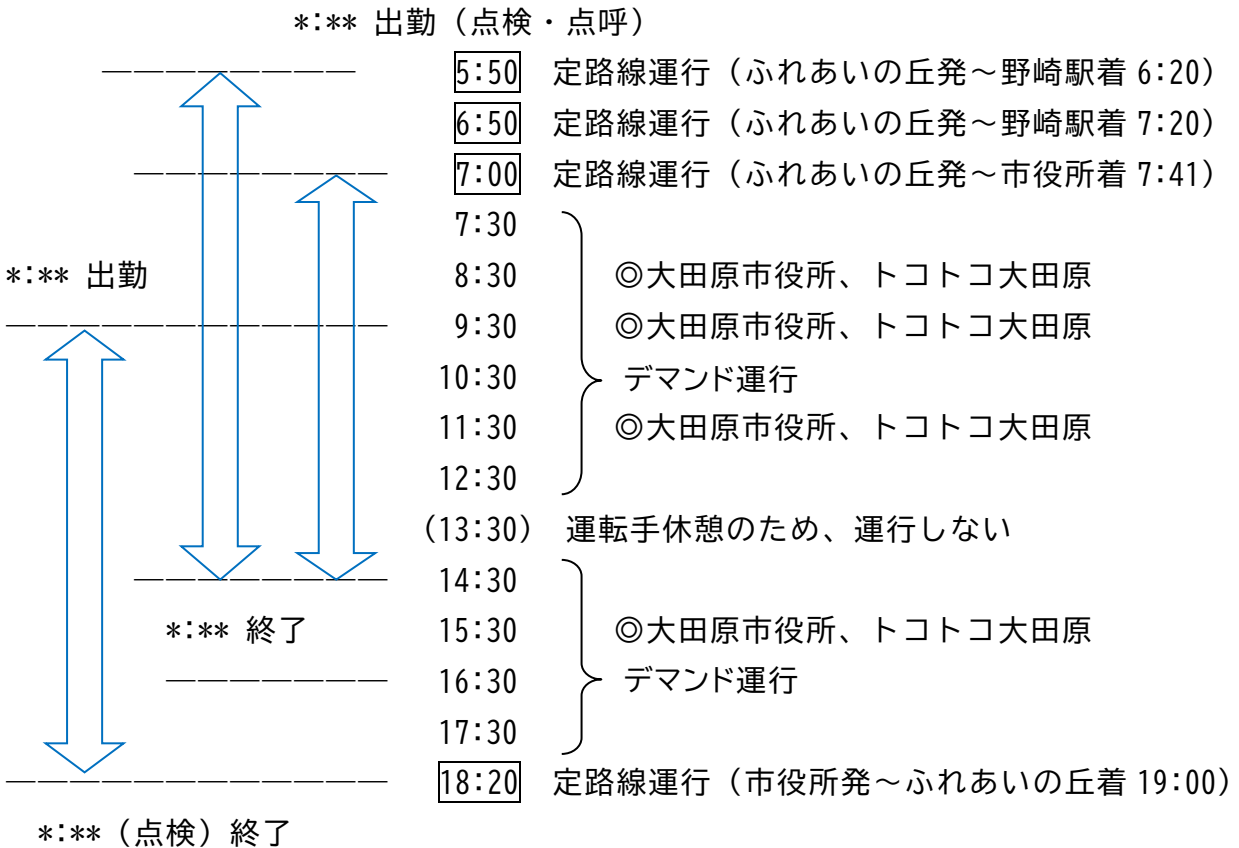 *:** 出勤（点検・点呼）
5:50 定路線運行（ふれあいの丘発～野崎駅着 6:20）
6:50 定路線運行（ふれあいの丘発～野崎駅着 7:20）
7:00 定路線運行（ふれあいの丘発～市役所着 7:41）
7:30
*:** 出勤 8:30 ◎大田原市役所、トコトコ大田原
9:30 ◎大田原市役所、トコトコ大田原
10:30 デマンド運行
11:30 ◎大田原市役所、トコトコ大田原
12:30
(13:30) 運転手休憩のため、運行しない
14:30
*:** 終了 15:30 ◎大田原市役所、トコトコ大田原
16:30 デマンド運行
17:30
18:20 定路線運行（市役所発～ふれあいの丘着 19:00）
*:**（点検）終了